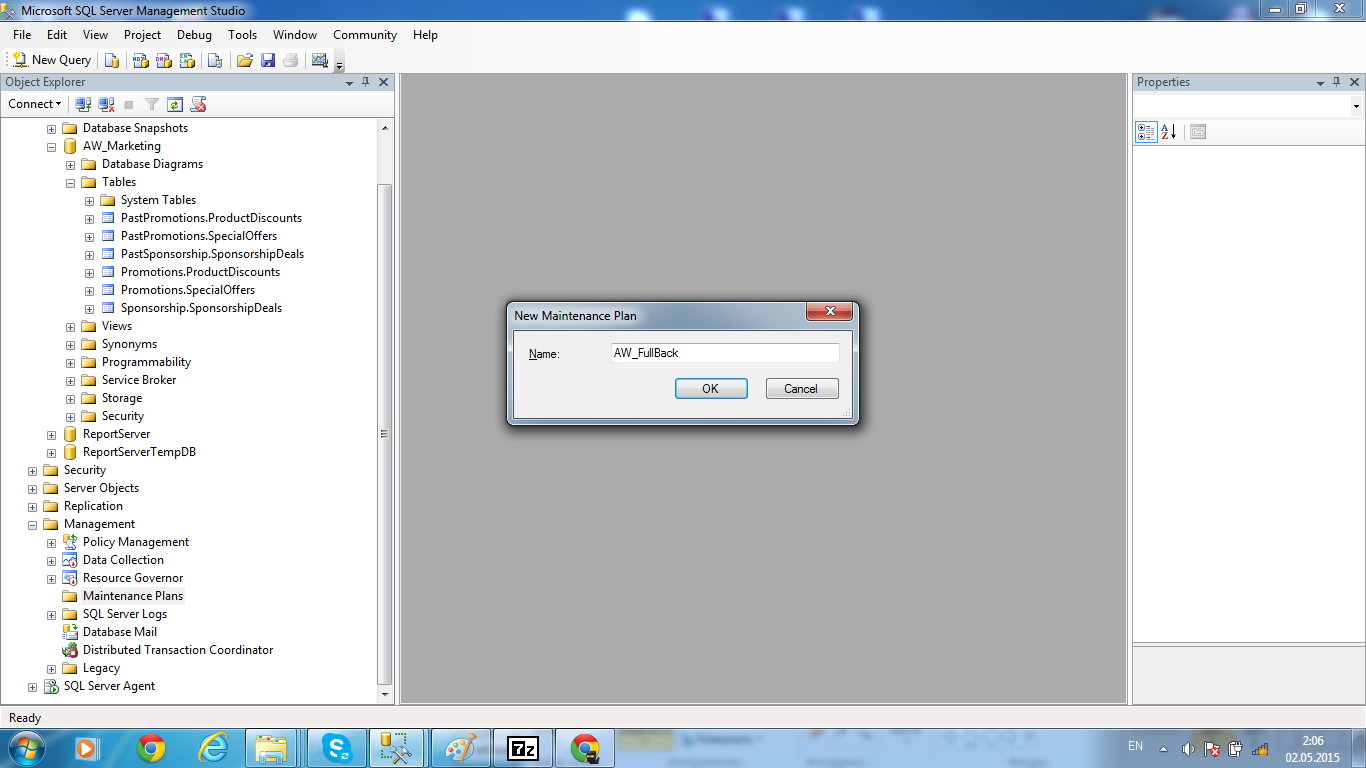 Microsoft SQL Server Management Studio
File Edit View Project Debug Tools Window Community Help
New Query
Object Explorer
Connect
Database Snapshots
AW_Marketing
Database Diagrams
Tables
System Tables
PastPromotions.ProductDiscounts
PastPromotions.SpecialOffers
PastSponsorship.SponsorshipDeals
Promotions.ProductDiscounts
Promotions.SpecialOffers
Sponsorship.SponsorshipDeals
Views
Synonyms
Programmability
Service Broker
Storage
Security
ReportServer
ReportServerTempDB
Security
Server Objects
Replication
Management
Policy Management
Data Collection
Resource Governor
Maintenance Plans
SQL Server Logs
Database Mail
Distributed Transaction Coordinator
Legacy
SQL Server Agent
New Maintenance Plan
Name: AW_FullBack
OK Cancel
Properties
Ready
7z
EN
2:06
02.05.2015